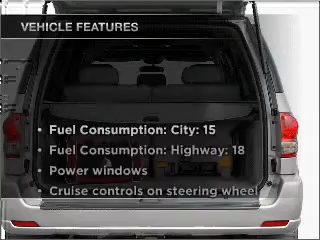 VEHICLE FEATURES
• Fuel Consumption: City: 15
• Fuel Consumption: Highway: 18
• Power windows
• Cruise controls on steering wheel